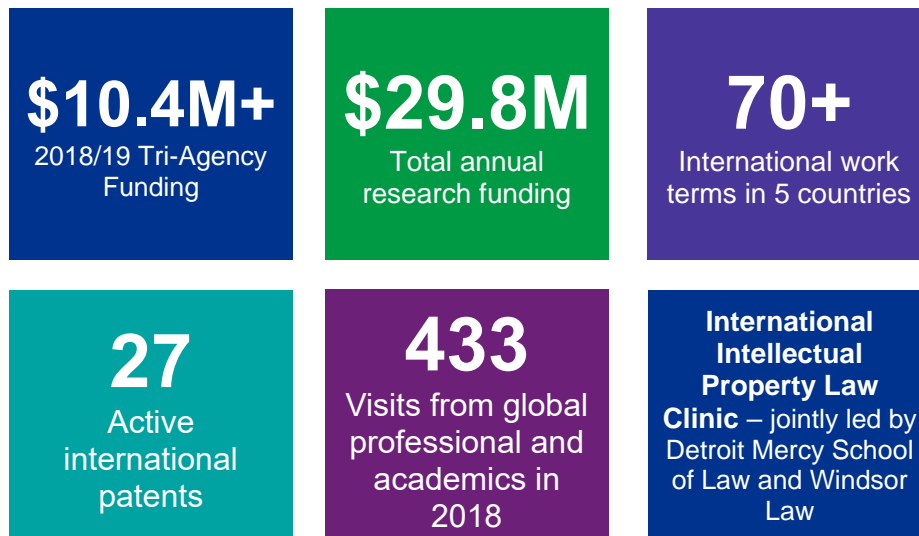 $10.4M+
2018/19 Tri-Agency
Funding
$29.8M
Total annual
research funding
70+
International work
terms in 5 countries
27
Active
international
patents
433
Visits from global
professional and
academics in
2018
International
Intellectual
Property Law
Clinic – jointly led by
Detroit Mercy School
of Law and Windsor
Law